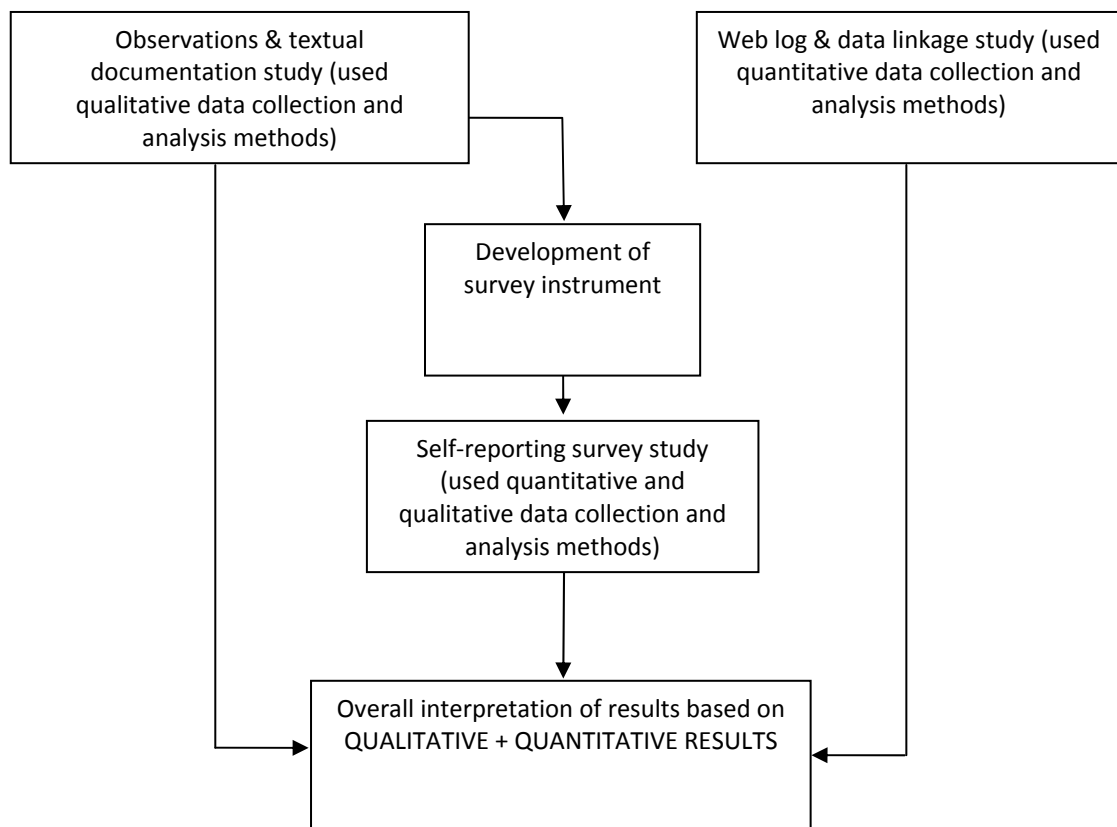 Observations & textual
documentation study (used
qualitative data collection and
analysis methods)
Web log & data linkage study (used
quantitative data collection and
analysis methods)
Development of
survey instrument
Self-reporting survey study
(used quantitative and
qualitative data collection and
analysis methods)
Overall interpretation of results based on
QUALITATIVE + QUANTITATIVE RESULTS